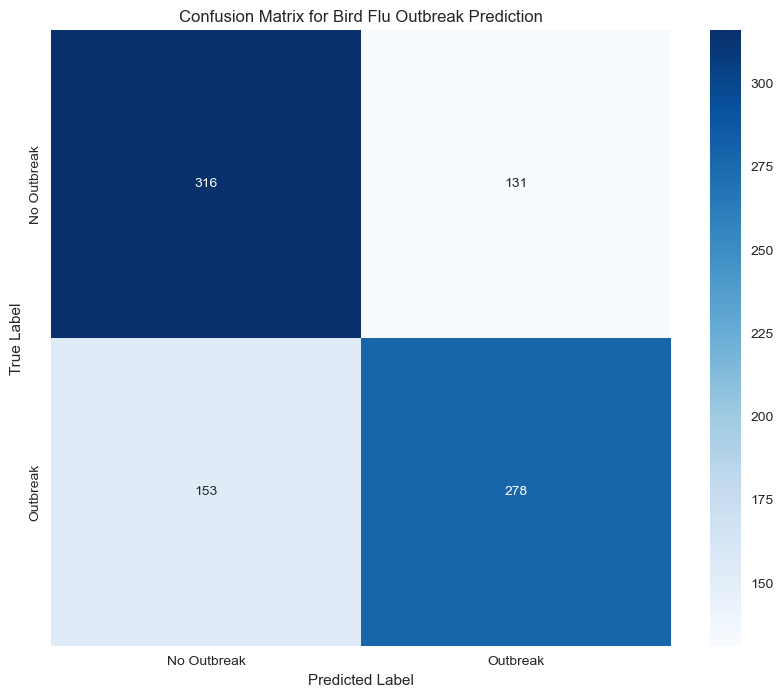 Confusion Matrix for Bird Flu Outbreak Prediction
True Label
No Outbreak
Outbreak
316
131
153
278
No Outbreak
Outbreak
Predicted Label
300
275
250
225
200
175
150